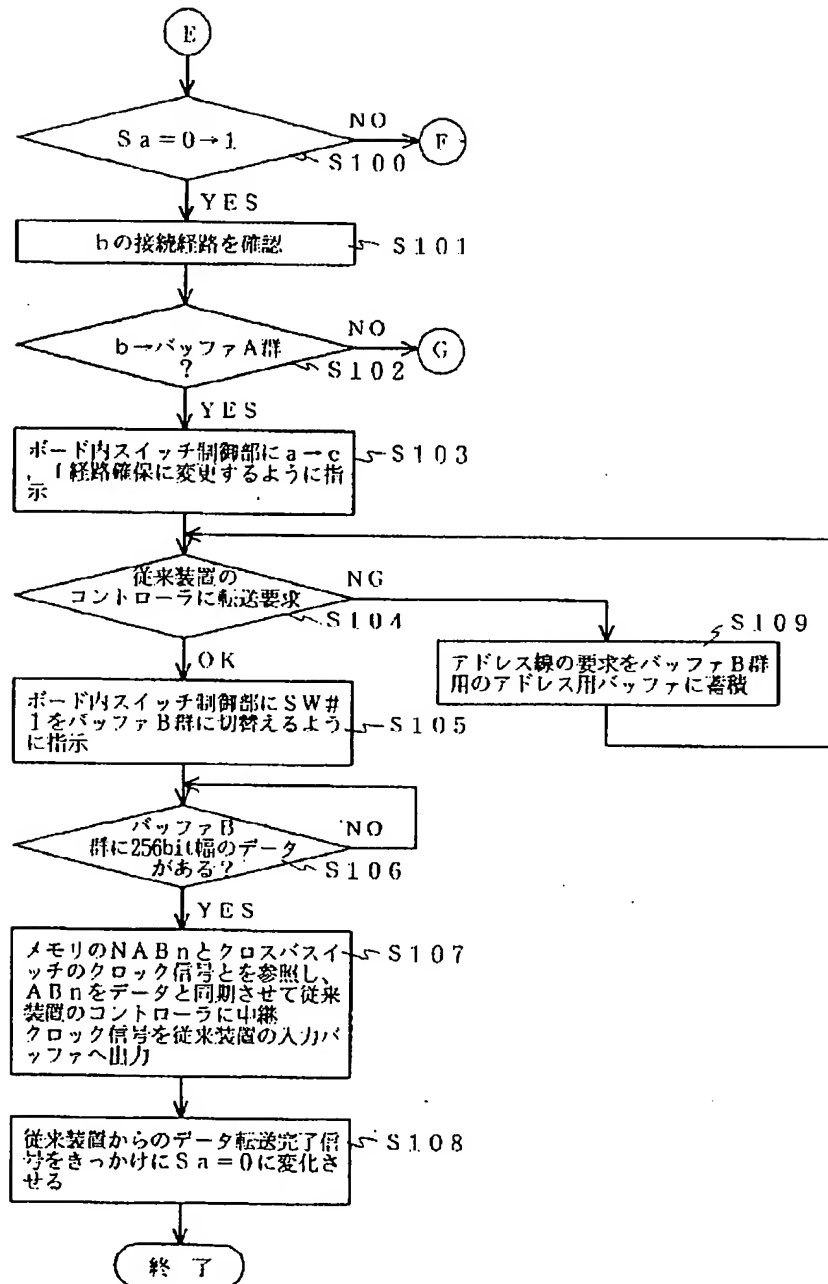 E
Sa=0→1
NO
F
S100
YES
bの接続経路を確認
S101
b→バッファA群
?
NO
G
S102
YES
ボード内スイッチ制御部にa→c
, f経路確保に変更するように指
示
S103
従来装置の
コントローラに転送要求
NG
S104
OK
S109
アドレス線の要求をバッファB群
用のアドレス用バッファに蓄積
ボード内スイッチ制御部にSW#
1をバッファB群に切替えるよう
に指示
S105
バッファB
群に256bit幅のデータ
がある?
NO
S106
YES
メモリのNABnとクロスバスイ
ッチのクロック信号とを参照し、
ABnをデータと同期させて従来
装置のコントローラに中継
クロック信号を従来装置の入力バ
ッファへ出力
S107
従来装置からのデータ転送完了信
号をきっかけにSa=0に変化さ
せる
S108
終了